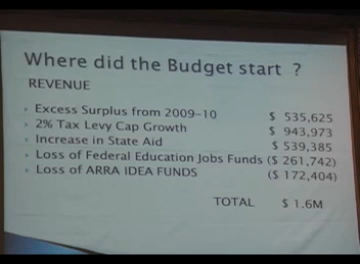 Where did the Budget start ?
REVENUE
Excess Surplus from 2009-10 $ 535,625
2% Tax Levy Cap Growth $ 943,973
Increase in State Aid $ 539,385
Loss of Federal Education Jobs Funds ($ 261,742)
Loss of ARRA IDEA FUNDS ($ 172,404)
TOTAL $ 1.6M